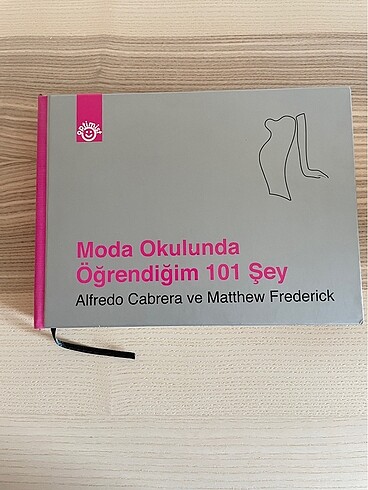 optimist
Moda Okulunda
Öğrendiğim 101 Şey
Alfredo Cabrera ve Matthew Frederick